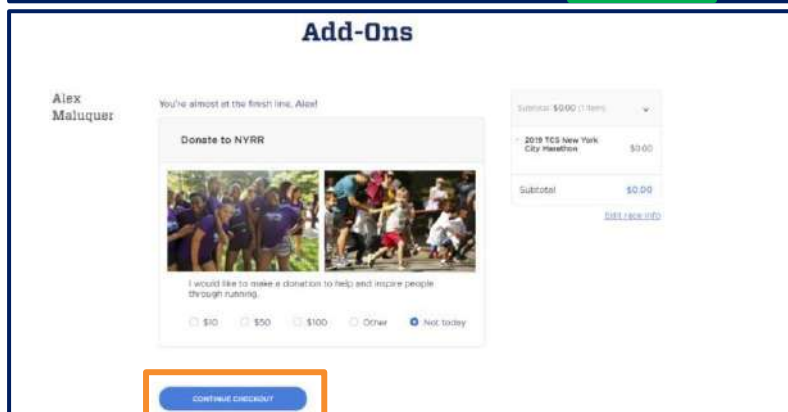 Add-Ons
Alex
Maluquer
You're almost at the finish line, Alex!
Donate to NYRR
I would like to make a donation to help and inspire people
through running.
$10 $50 $100 Other Not today
CONTINUE CHECKOUT
Subtotal $0.00 (1 item)
2019 TCS New York
City Marathon $0.00
Subtotal $0.00
Edit race info